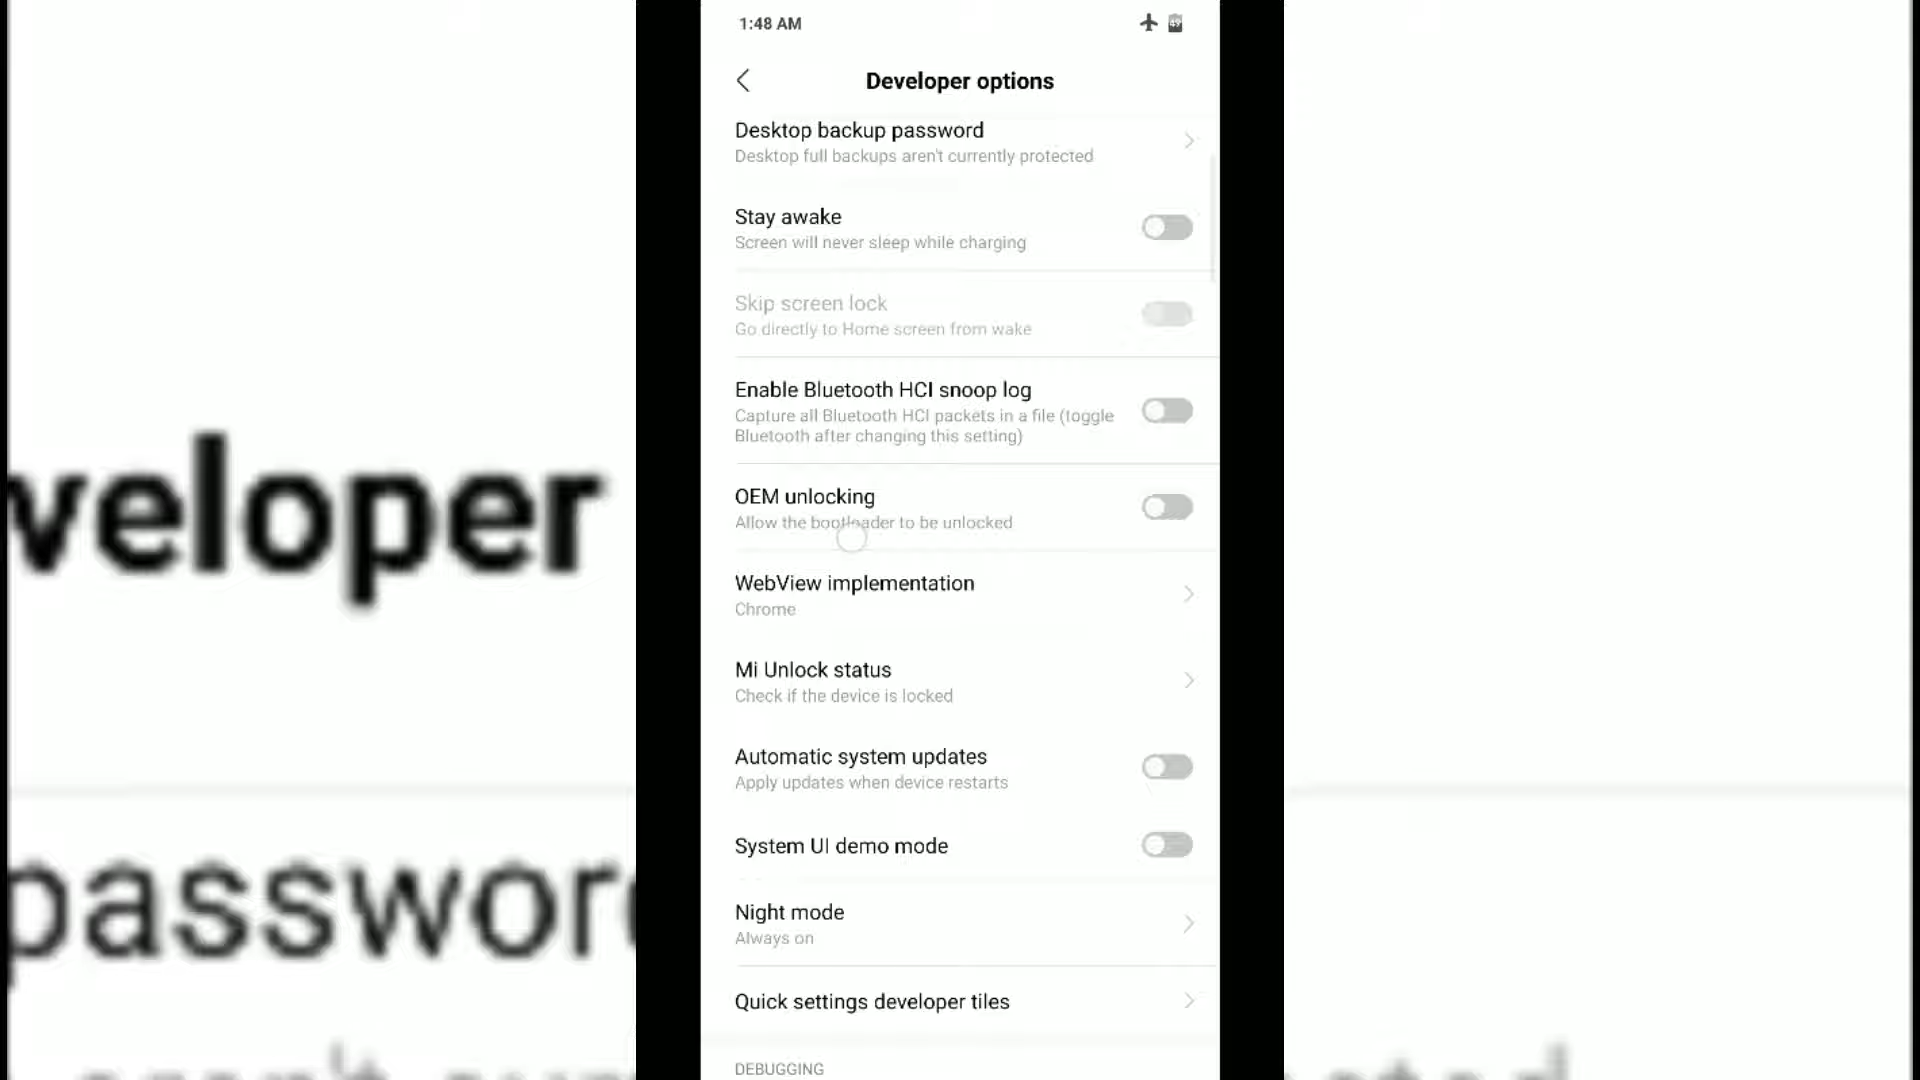 1:48 AM
Developer options
Desktop backup password
Desktop full backups aren't currently protected
Stay awake
Screen will never sleep while charging
Skip screen lock
Go directly to Home screen from wake
Enable Bluetooth HCI snoop log
Capture all Bluetooth HCI packets in a file (toggle
Bluetooth after changing this setting)
OEM unlocking
Allow the bootloader to be unlocked
WebView implementation
Chrome
Mi Unlock status
Check if the device is locked
Automatic system updates
Apply updates when device restarts
System UI demo mode
Night mode
Always on
Quick settings developer tiles
DEBUGGING
veloper
password